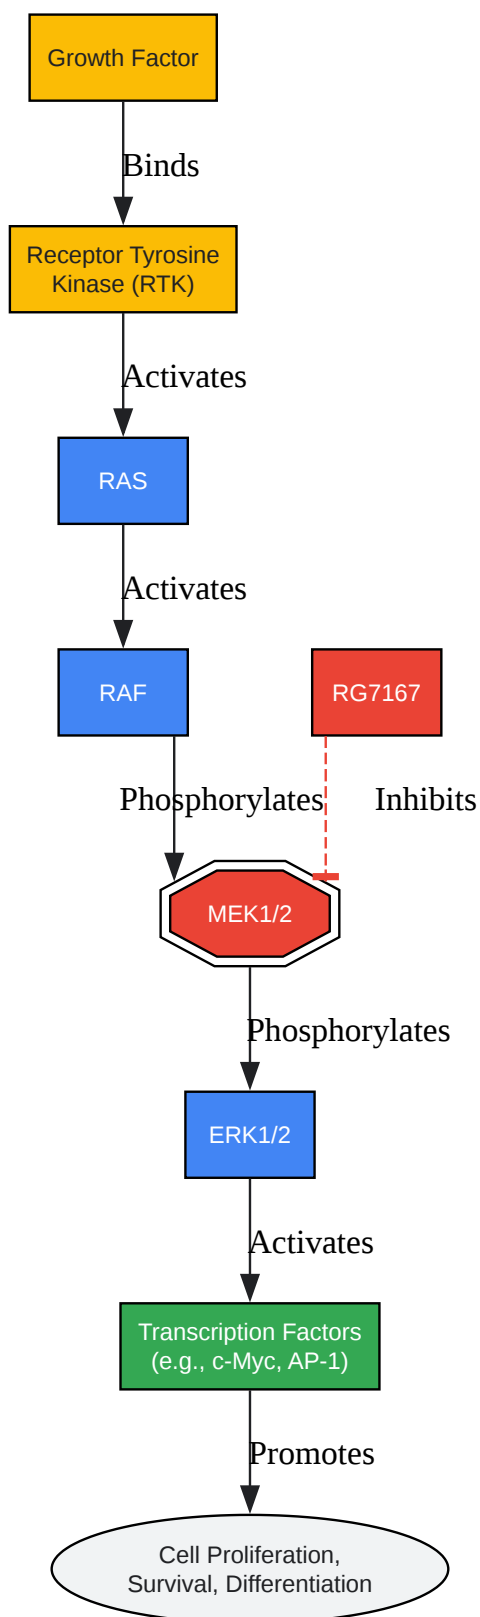 Growth Factor
Binds
Receptor Tyrosine
Kinase (RTK)
Activates
RAS
Activates
RAF
RG7167
Phosphorylates
Inhibits
MEK1/2
Phosphorylates
ERK1/2
Activates
Transcription Factors
(e.g., c-Myc, AP-1)
Promotes
Cell Proliferation,
Survival, Differentiation